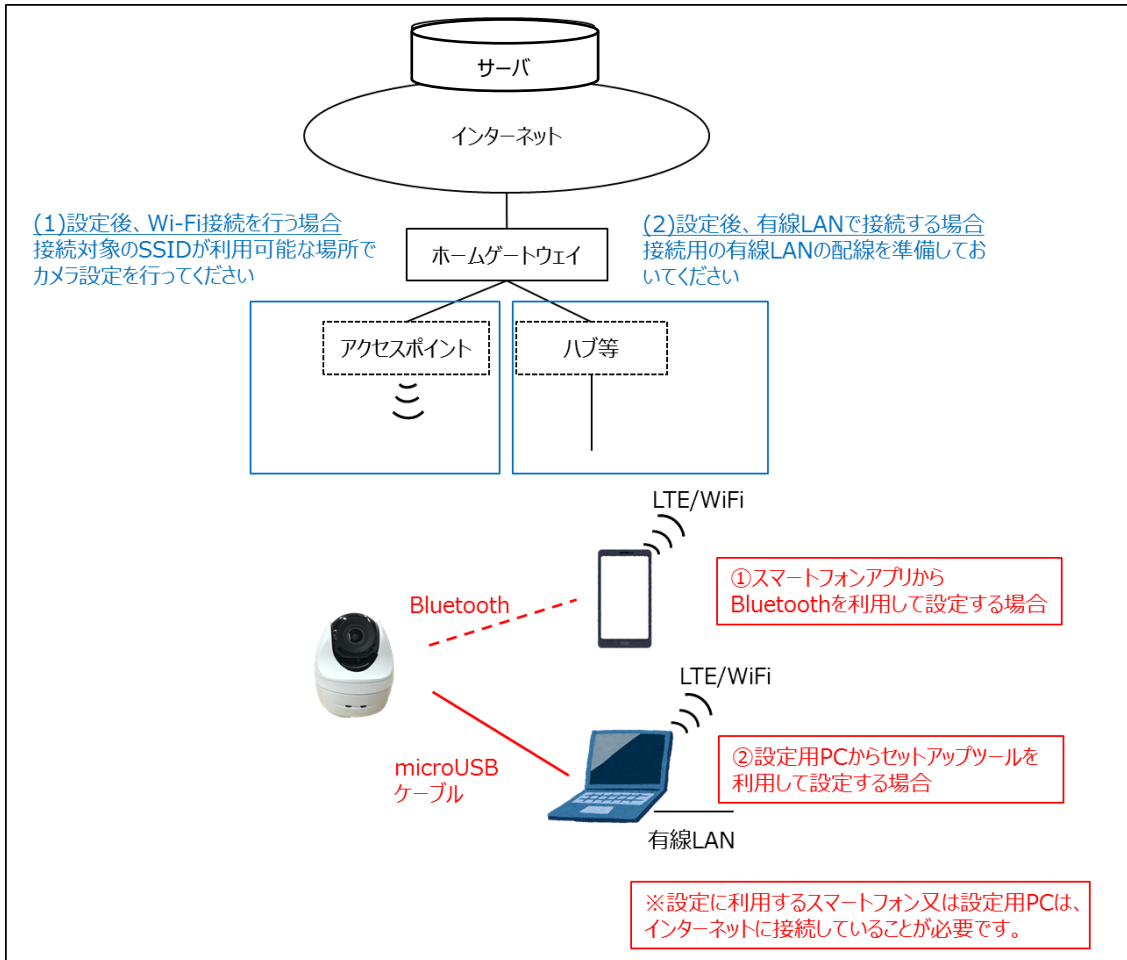 サーバ
インターネット
(1)設定後、Wi-Fi接続を行う場合
接続対象のSSIDが利用可能な場所で
カメラ設定を行ってください
(2)設定後、有線LANで接続する場合
接続用の有線LANの配線を準備してお
いてください
ホームゲートウェイ
アクセスポイント
ハブ等
LTE/WiFi
①スマートフォンアプリから
Bluetoothを利用して設定する場合
Bluetooth
LTE/WiFi
microUSB
ケーブル
②設定用PCからセットアップツールを
利用して設定する場合
有線LAN
※設定に利用するスマートフォン又は設定用PCは、
インターネットに接続していることが必要です。